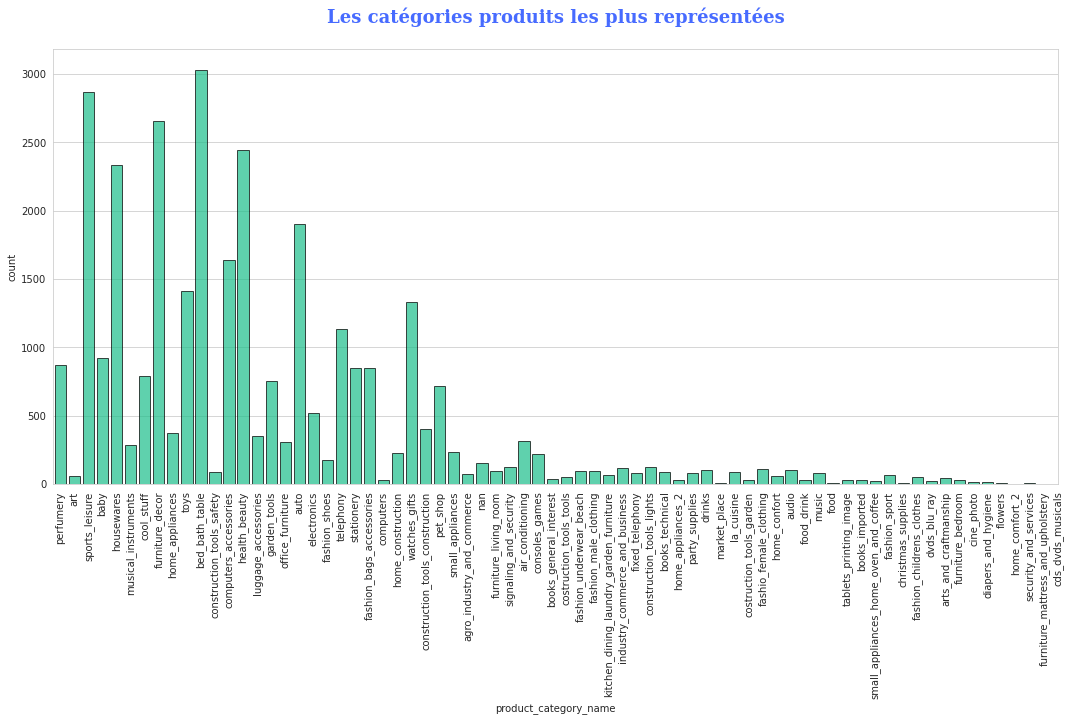 Les catégories produits les plus représentées
3000
2500
2000
1500
1000
500
0
count
perfumery
art
sports_leisure
baby
housewares
musical_instruments
cool_stuff
furniture_decor
home_appliances
toys
bed_bath_table
construction_tools_safety
computers_accessories
health_beauty
luggage_accessories
garden_tools
office_furniture
auto
electronics
fashion_shoes
telephony
stationery
fashion_bags_accessories
computers
home_construction
construction_tools_construction
watches_gifts
pet_shop
small_appliances
agro_industry_and_commerce
nan
furniture_living_room
signaling_and_security
air_conditioning
consoles_games
books_general_interest
costruction_tools_tools
fashion_underwear_beach
fashion_male_clothing
kitchen_dining_laundry_garden_furniture
industry_commerce_and_business
fixed_telephony
construction_tools_lights
books_technical
home_appliances_2
party_supplies
drinks
market_place
la_cuisine
costruction_tools_garden
fashio_female_clothing
home_confort
audio
food_drink
music
food
tablets_printing_image
books_imported
small_appliances_home_oven_and_coffee
fashion_sport
christmas_supplies
fashion_childrens_clothes
dvds_blu_ray
arts_and_craftmanship
furniture_bedroom
cine_photo
diapers_and_hygiene
flowers
home_comfort_2
security_and_services
furniture_mattress_and_upholstery
cds_dvds_musicals
product_category_name